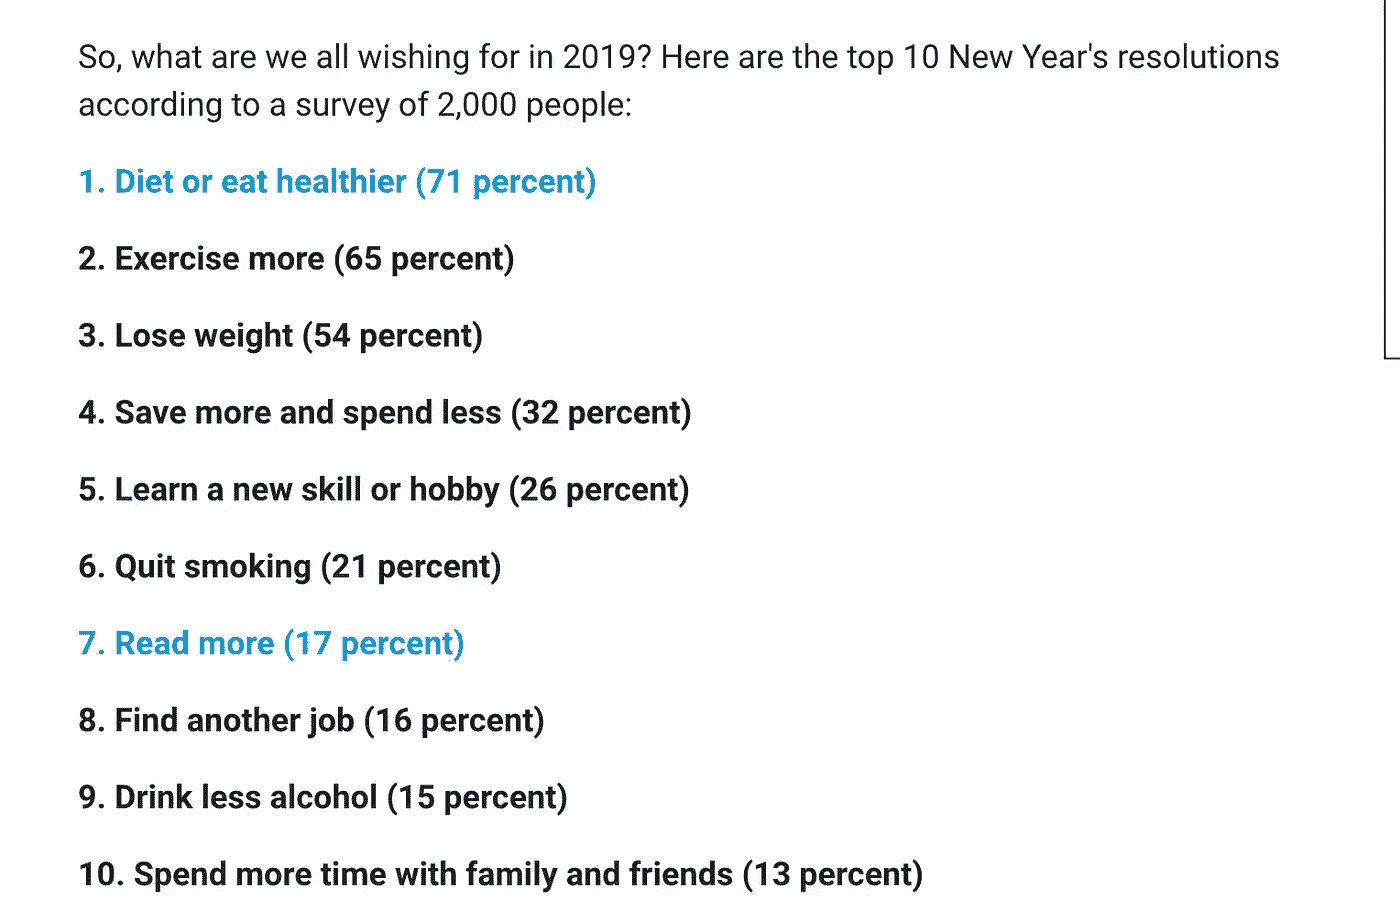 So, what are we all wishing for in 2019? Here are the top 10 New Year's resolutions
according to a survey of 2,000 people:
1. Diet or eat healthier (71 percent)
2. Exercise more (65 percent)
3. Lose weight (54 percent)
4. Save more and spend less (32 percent)
5. Learn a new skill or hobby (26 percent)
6. Quit smoking (21 percent)
7. Read more (17 percent)
8. Find another job (16 percent)
9. Drink less alcohol (15 percent)
10. Spend more time with family and friends (13 percent)